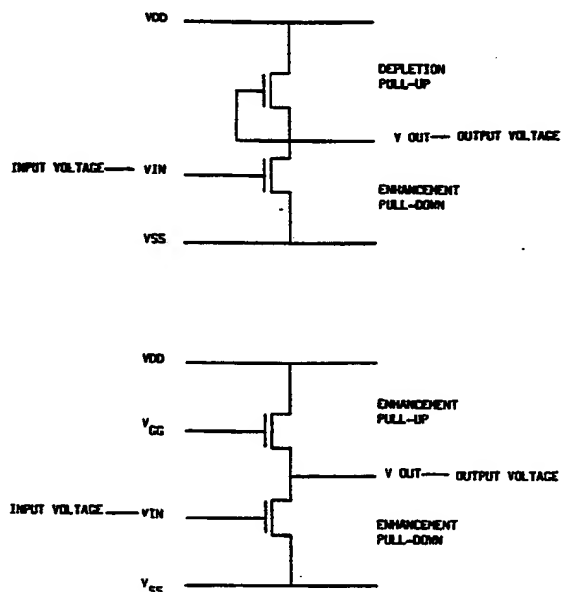 VDD
DEPLETION
PULL-UP
V OUT — OUTPUT VOLTAGE
INPUT VOLTAGE — VIN
ENHANCEMENT
PULL-DOWN
VSS
VDD
ENHANCEMENT
PULL-UP
VGG
V OUT — OUTPUT VOLTAGE
INPUT VOLTAGE — VIN
ENHANCEMENT
PULL-DOWN
VSS